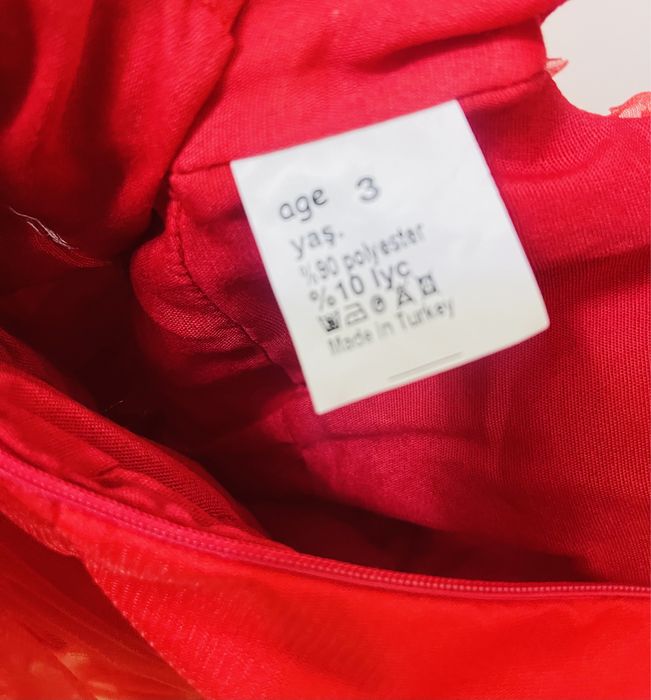 age 3
yaş.
%90 polyester
%10 lyc
Made in Turkey